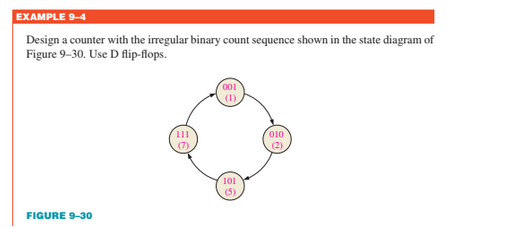 EXAMPLE 9–4
Design a counter with the irregular binary count sequence shown in the state diagram of
Figure 9–30. Use D flip-flops.
001
(1)
111
(7)
010
(2)
101
(5)
FIGURE 9–30